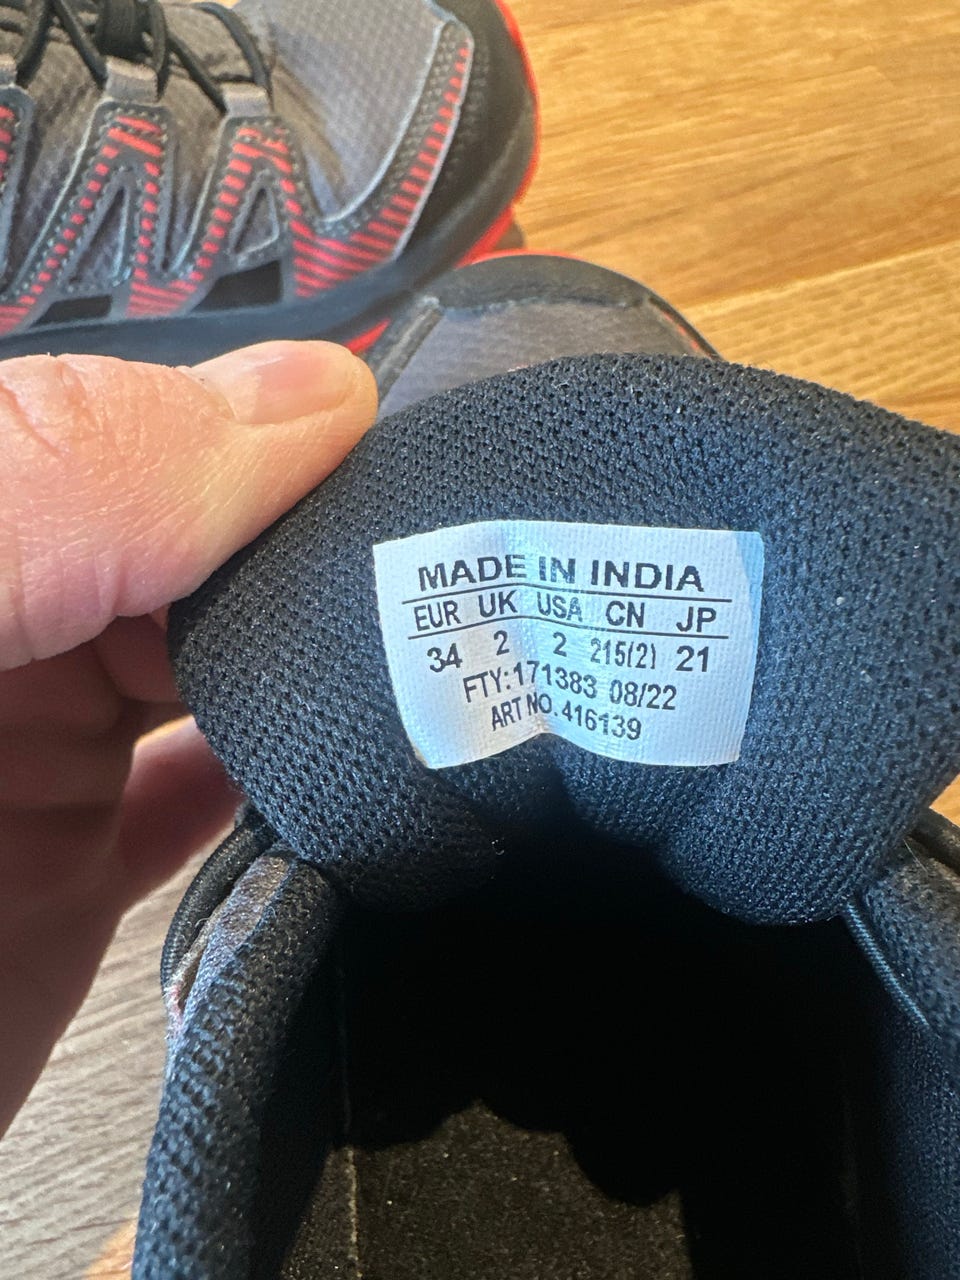 MADE IN INDIA
EUR UK USA CN JP
34 2 2 215(2) 21
FTY:171383 08/22
ART NO.416139